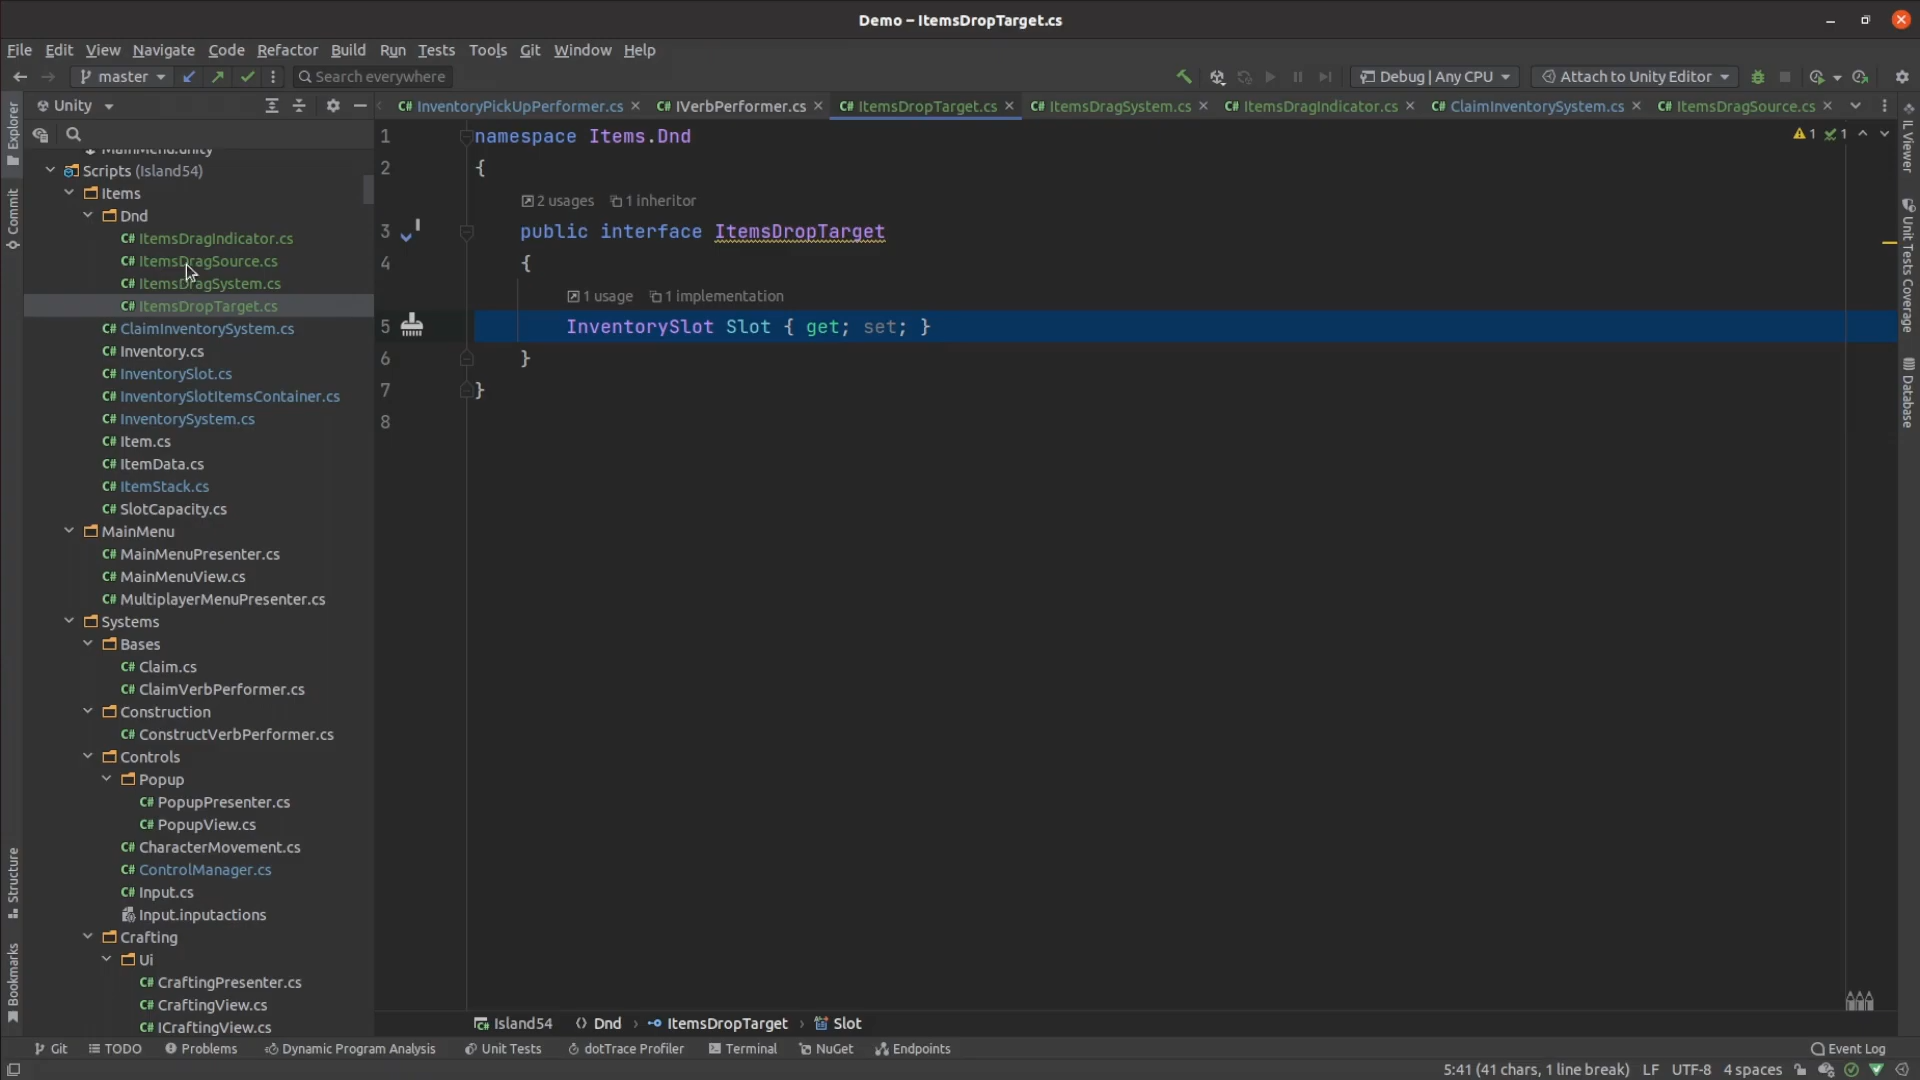 Demo – ItemsDropTarget.cs
File Edit View Navigate Code Refactor Build Run Tests Tools Git Window Help
master Search everywhere Debug | Any CPU Attach to Unity Editor
Unity
InventoryPickUpPerformer.cs IVerbPerformer.cs ItemsDropTarget.cs ItemsDragSystem.cs ItemsDragIndicator.cs ClaimInventorySystem.cs ItemsDragSource.cs
Explorer
Commit
Structure
Bookmarks
MainMenu.unity
Scripts (Island54)
Items
Dnd
C# ItemsDragIndicator.cs
C# ItemsDragSource.cs
C# ItemsDragSystem.cs
C# ItemsDropTarget.cs
C# ClaimInventorySystem.cs
C# Inventory.cs
C# InventorySlot.cs
C# InventorySlotItemsContainer.cs
C# InventorySystem.cs
C# Item.cs
C# ItemData.cs
C# ItemStack.cs
C# SlotCapacity.cs
MainMenu
C# MainMenuPresenter.cs
C# MainMenuView.cs
C# MultiplayerMenuPresenter.cs
Systems
Bases
C# Claim.cs
C# ClaimVerbPerformer.cs
Construction
C# ConstructVerbPerformer.cs
Controls
Popup
C# PopupPresenter.cs
C# PopupView.cs
C# CharacterMovement.cs
C# ControlManager.cs
C# Input.cs
Input.inputactions
Crafting
Ui
C# CraftingPresenter.cs
C# CraftingView.cs
C# ICraftingView.cs
1 namespace Items.Dnd
2 {
2 usages 1 inheritor
3 public interface ItemsDropTarget
4 {
1 usage 1 implementation
5 InventorySlot Slot { get; set; }
6 }
7 }
8
1 1
IL Viewer
Unit Tests Coverage
Database
Island54 Dnd ItemsDropTarget Slot
Git TODO Problems Dynamic Program Analysis Unit Tests dotTrace Profiler Terminal NuGet Endpoints Event Log
5:41 (41 chars, 1 line break) LF UTF-8 4 spaces